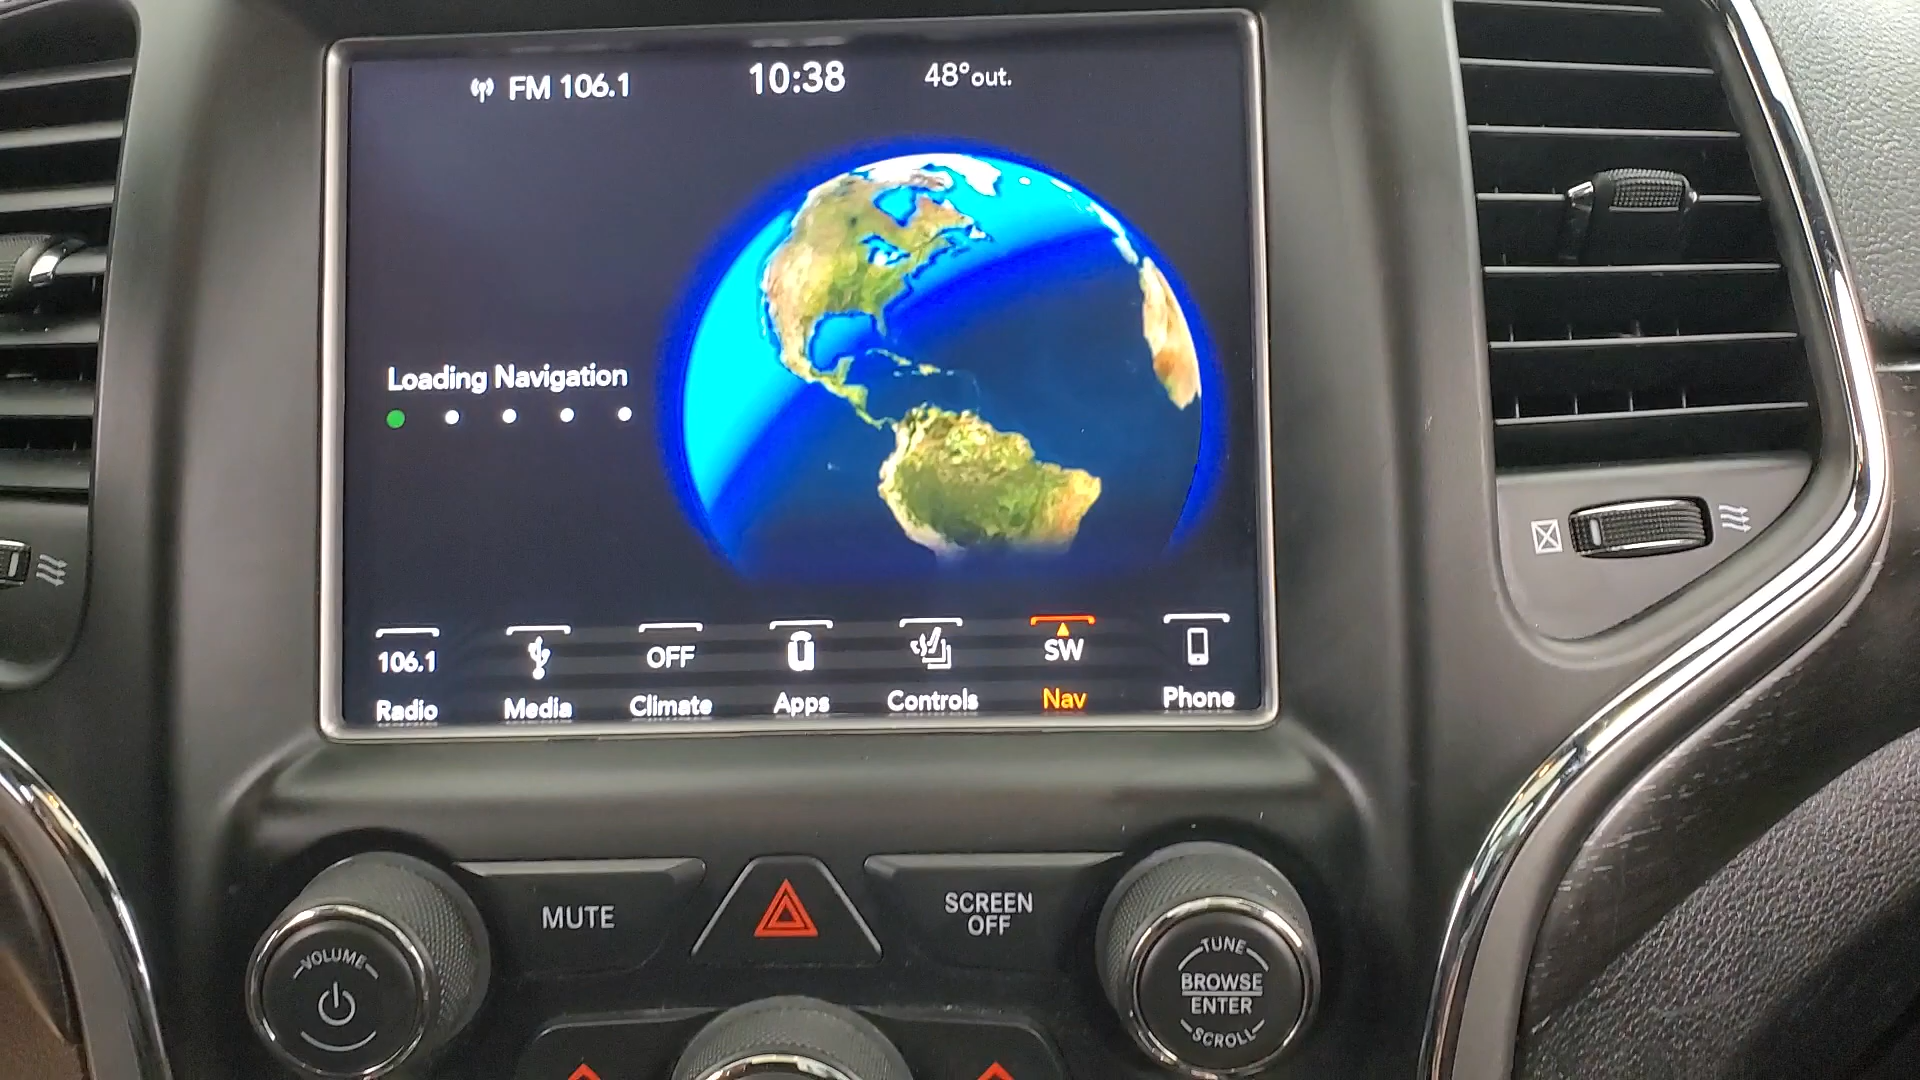 FM 106.1
10:38
48°out.
Loading Navigation
106.1
OFF
SW
Radio
Media
Climate
Apps
Controls
Nav
Phone
MUTE
SCREEN
OFF
VOLUME
TUNE
BROWSE
ENTER
SCROLL